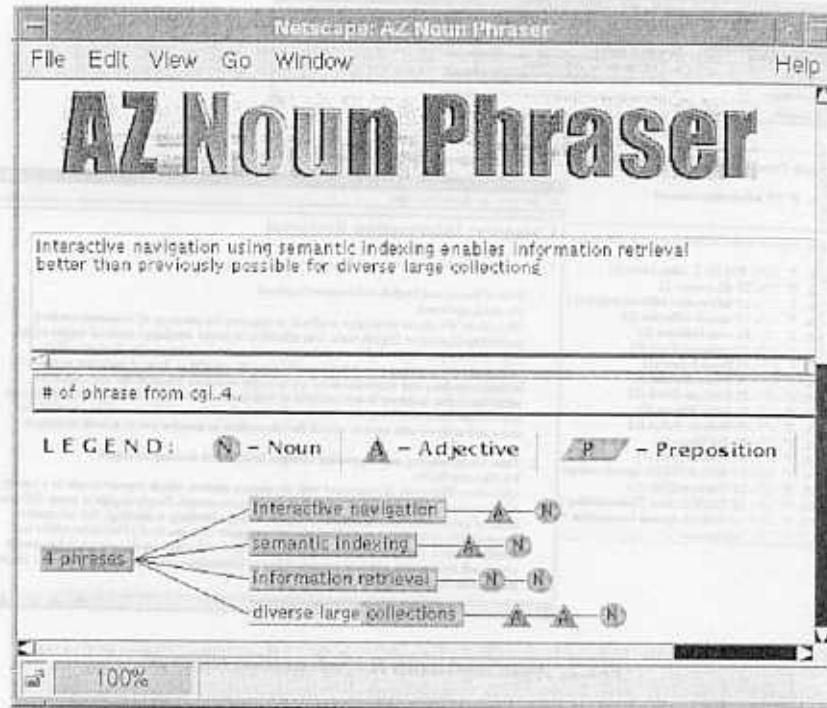 Netscape: AZ Noun Phraser
File Edit View Go Window Help
AZ Noun Phraser
Interactive navigation using semantic indexing enables information retrieval
better than previously possible for diverse large collections
# of phrase from cgi..4..
LEGEND: N - Noun A - Adjective P - Preposition
4 phrases
Interactive navigation A N
semantic indexing A N
information retrieval N N
diverse large collections A A N
100%